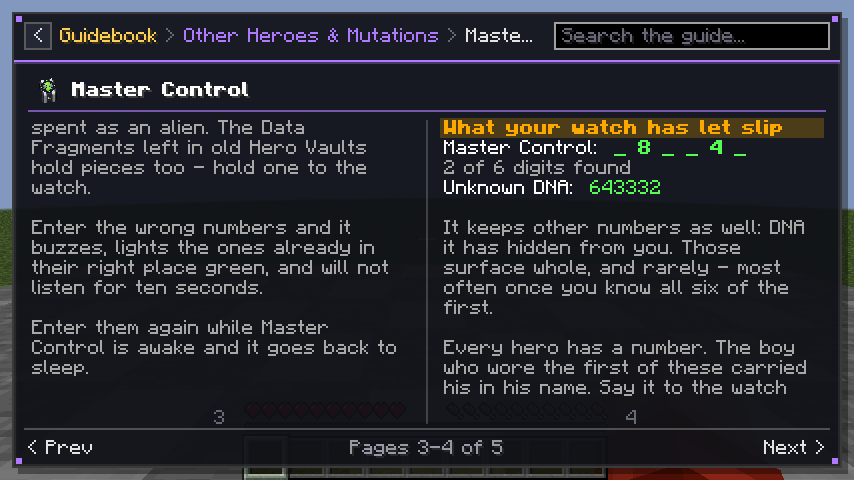 Guidebook > Other Heroes & Mutations > Maste...
Search the guide...
Master Control
spent as an alien. The Data
Fragments left in old Hero Vaults
hold pieces too - hold one to the
watch.
Enter the wrong numbers and it
buzzes, lights the ones already in
their right place green, and will not
listen for ten seconds.
Enter them again while Master
Control is awake and it goes back to
sleep.
3
What your watch has let slip
Master Control: _ 8 _ _ 4 _
2 of 6 digits found
Unknown DNA: 643332
It keeps other numbers as well: DNA
it has hidden from you. Those
surface whole, and rarely - most
often once you know all six of the
first.
Every hero has a number. The boy
who wore the first of these carried
his in his name. Say it to the watch
4
< Prev
Pages 3-4 of 5
Next >